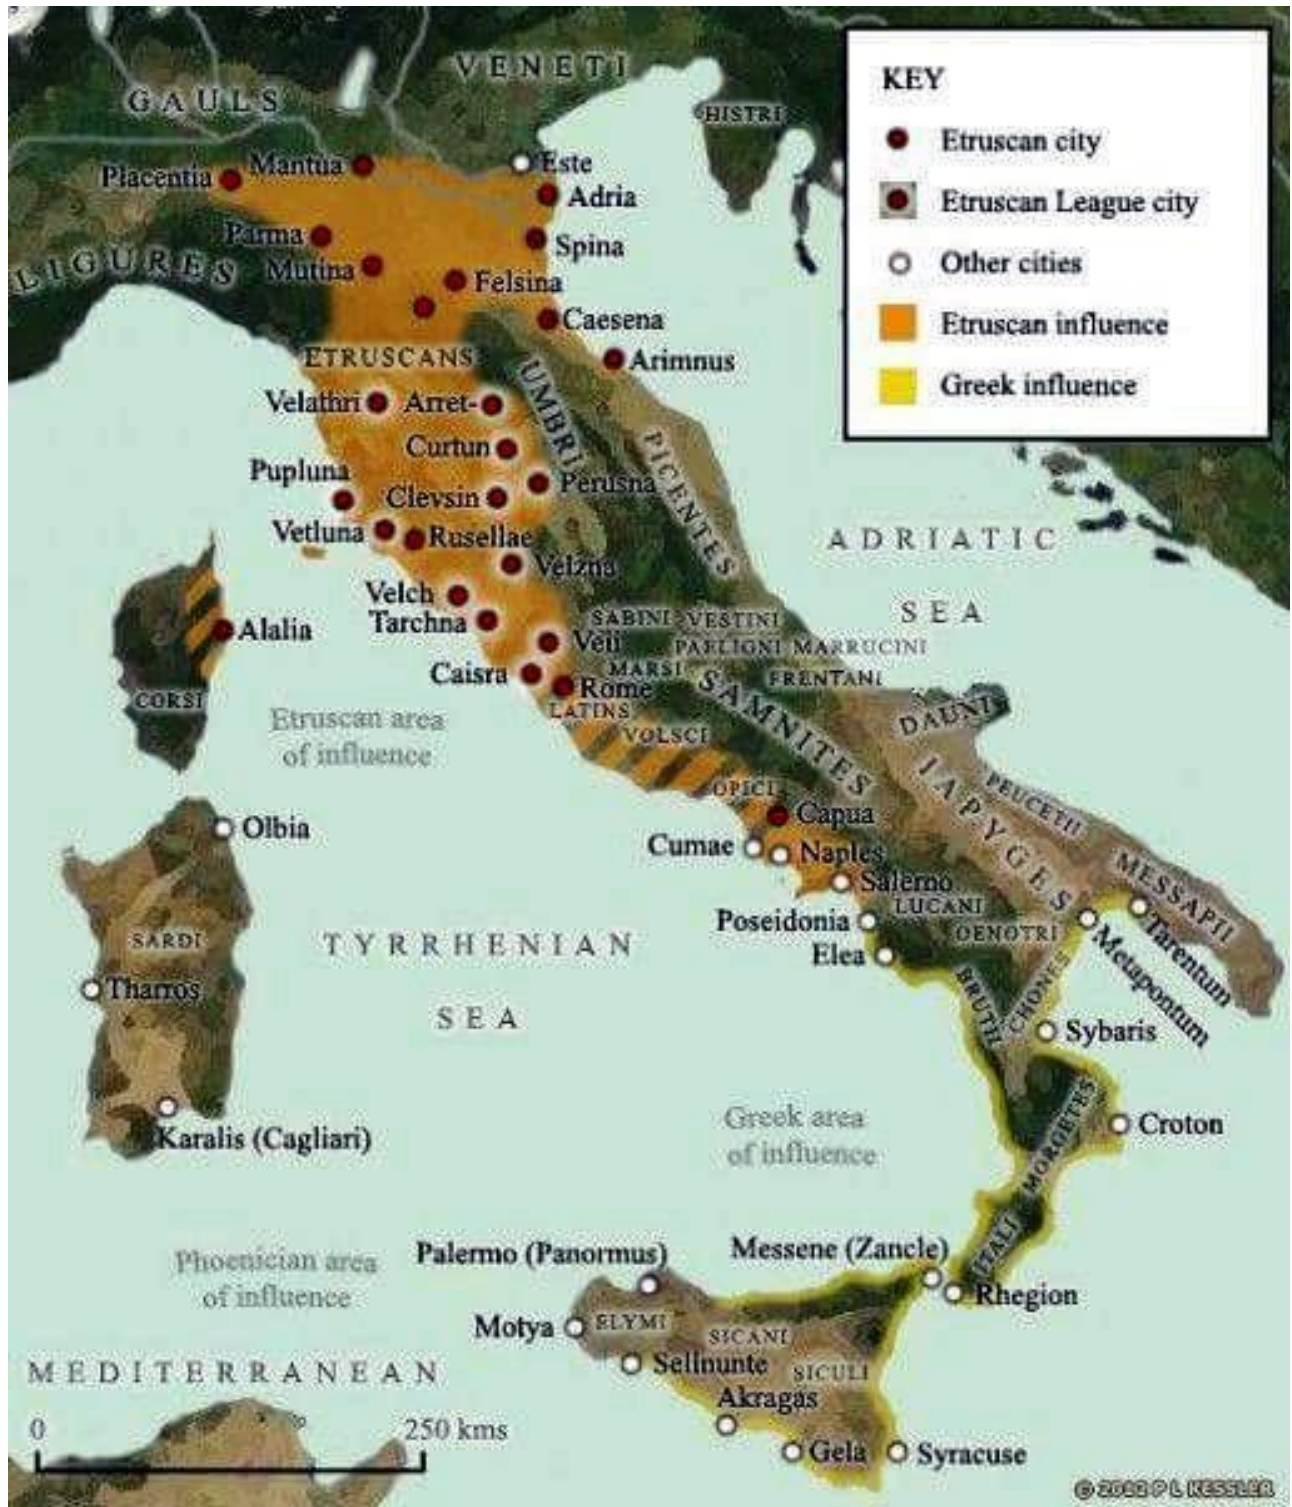 VENETI
GAULS
HISTRI
KEY
Etruscan city
Etruscan League city
Other cities
Etruscan influence
Greek influence
Este
Mantua
Placentia
Adria
Parma
Spina
LIGURES
Mutina
Felsina
Caesena
ETRUSCANS
Arimnus
UMBRI
Velathri
Arret-
PICENTES
Curtun
Pupluna
Clevsin
Perusna
Vetluna
Rusellae
ADRIATIC
SEA
Velzna
Velch
Tarchna
SABINI
VESTINI
Alalia
Veii
PAELIGNI
MARRUCINI
Caisra
MARSI
FRENTANI
CORSI
Rome
SAMNITES
LATINS
DAUNI
Etruscan area
of influence
VOLSCI
IAPYGES
OPICI
PEUCETII
Capua
Olbia
Cumae
Naples
MESSAPII
Salerno
LUCANI
Poseidonia
OENOTRI
Tarentum
SARDI
TYRRHENIAN
SEA
Elea
Metapontum
Tharros
BRUTII
CHONES
Sybaris
Karalis (Cagliari)
Greek area
of influence
MORGETES
Croton
Phoenician area
of influence
Palermo (Panormus)
Messene (Zancle)
ITALI
Rhegion
Motya
ELYMI
SICANI
MEDITERRANEAN
Selinunte
SICULI
Akragas
0
250 kms
Gela
Syracuse
© 2002 P L KESSLER